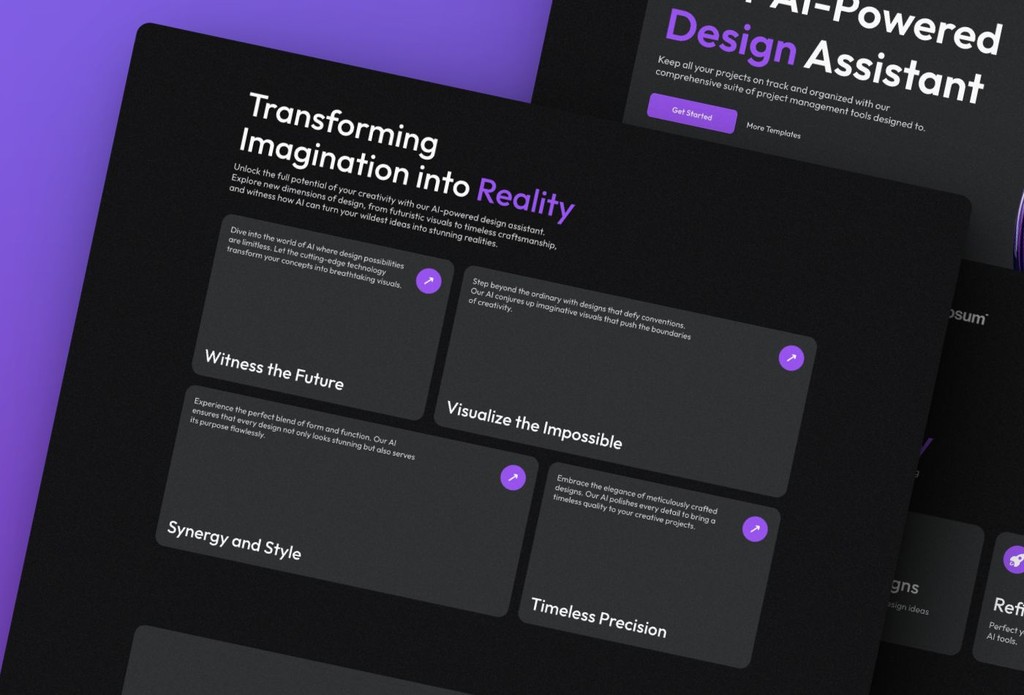 AI-Powered
Design Assistant
Keep all your projects on track and organized with our
comprehensive suite of project management tools designed to.
Get Started
More Templates
Transforming
Imagination into Reality
Unlock the full potential of your creativity with our AI-powered design assistant.
Explore new dimensions of design, from futuristic visuals to timeless craftsmanship,
and witness how AI can turn your wildest ideas into stunning realities.
Dive into the world of AI where design possibilities
are limitless. Let the cutting-edge technology
transform your concepts into breathtaking visuals.
Witness the Future
Step beyond the ordinary with designs that defy conventions.
Our AI conjures up imaginative visuals that push the boundaries
of creativity.
Visualize the Impossible
Experience the perfect blend of form and function. Our AI
ensures that every design not only looks stunning but also serves
its purpose flawlessly.
Synergy and Style
Embrace the elegance of meticulously crafted
designs. Our AI polishes every detail to bring a
timeless quality to your creative projects.
Timeless Precision
design ideas
Perfect
AI tools.